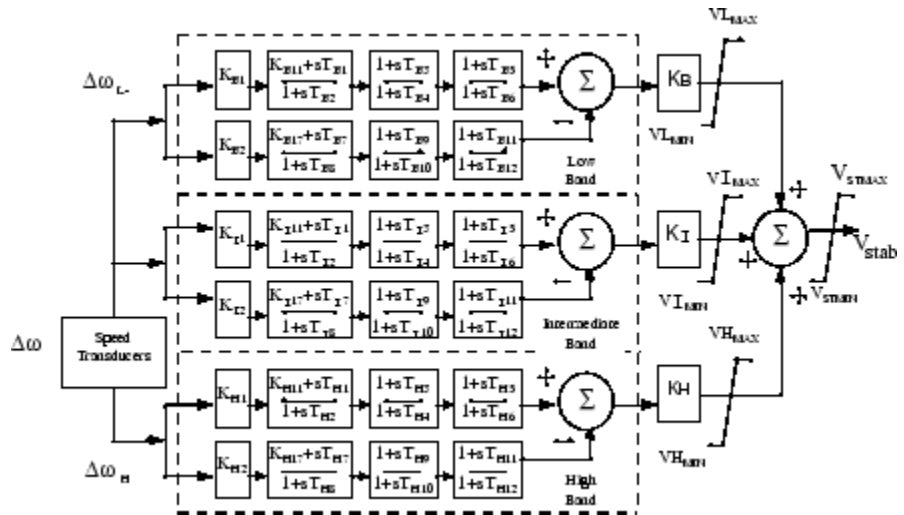 VL_MAX
K_B1 K_B11+sT_B1 1+sT_B3 1+sT_B5
1+sT_B2 1+sT_B4 1+sT_B6
Σ K_B
Δω_L-
VL_MIN
K_B2 K_B17+sT_B7 1+sT_B9 1+sT_B11
1+sT_B8 1+sT_B10 1+sT_B12
Low
Band
VI_MAX V_STMAX
K_I1 K_I11+sT_I1 1+sT_I3 1+sT_I5
1+sT_I2 1+sT_I4 1+sT_I6
Σ K_I Σ
V_stab
VI_MIN V_STMIN
K_I2 K_I17+sT_I7 1+sT_I9 1+sT_I11
1+sT_I8 1+sT_I10 1+sT_I12
Intermediate
Band
Δω
Speed
Transducers
VH_MAX
K_H1 K_H11+sT_H1 1+sT_H3 1+sT_H5
1+sT_H2 1+sT_H4 1+sT_H6
Σ K_H
VH_MIN
Δω_H
K_H2 K_H17+sT_H7 1+sT_H9 1+sT_H11
1+sT_H8 1+sT_H10 1+sT_H12
High
Band